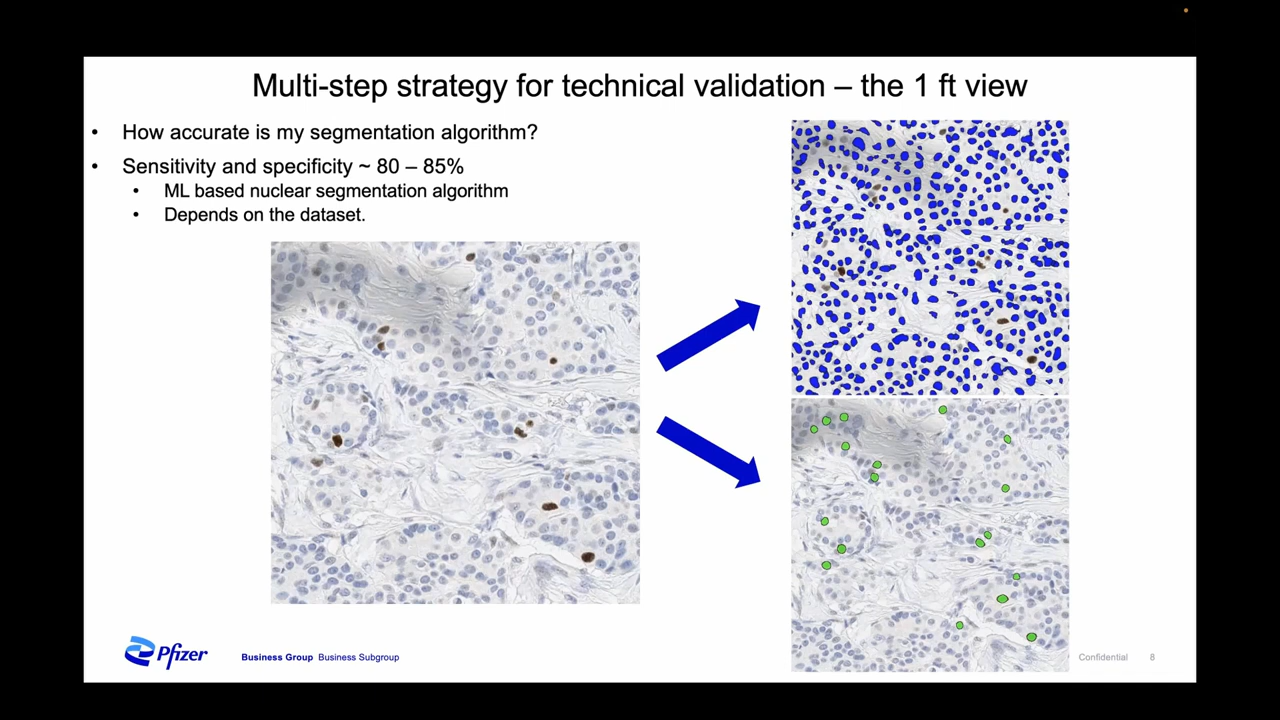 Multi-step strategy for technical validation – the 1 ft view
• How accurate is my segmentation algorithm?
• Sensitivity and specificity ~ 80 – 85%
• ML based nuclear segmentation algorithm
• Depends on the dataset.
Pfizer
Business Group Business Subgroup
Confidential 8